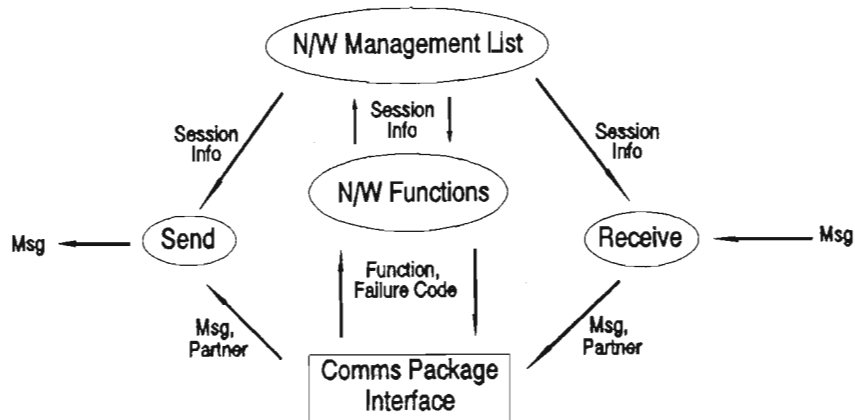 N/W Management List
Session
Info
Session
Info
Session
Info
N/W Functions
Msg
Send
Receive
Msg
Function,
Failure Code
Msg,
Partner
Msg,
Partner
Comms Package
Interface